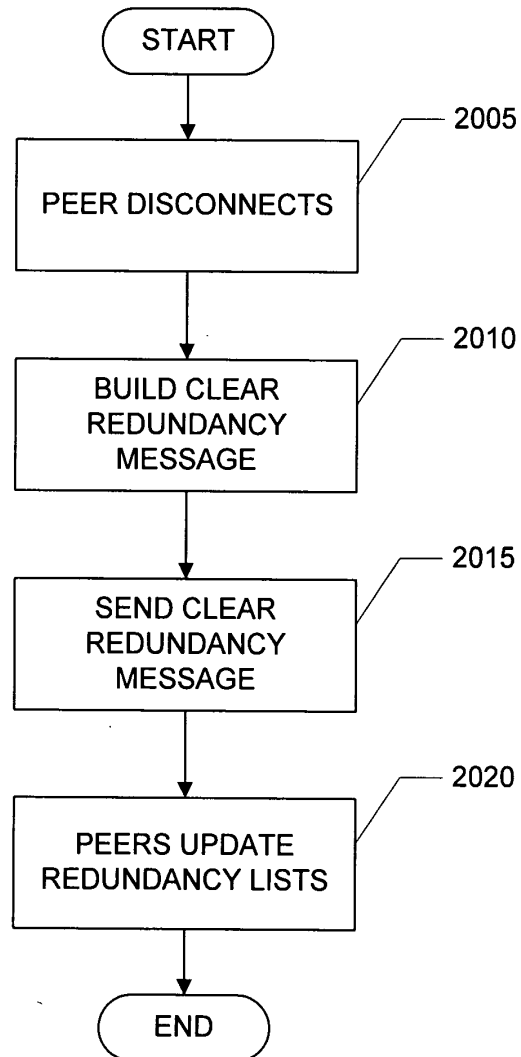 START
2005
PEER DISCONNECTS
2010
BUILD CLEAR
REDUNDANCY
MESSAGE
2015
SEND CLEAR
REDUNDANCY
MESSAGE
2020
PEERS UPDATE
REDUNDANCY LISTS
END